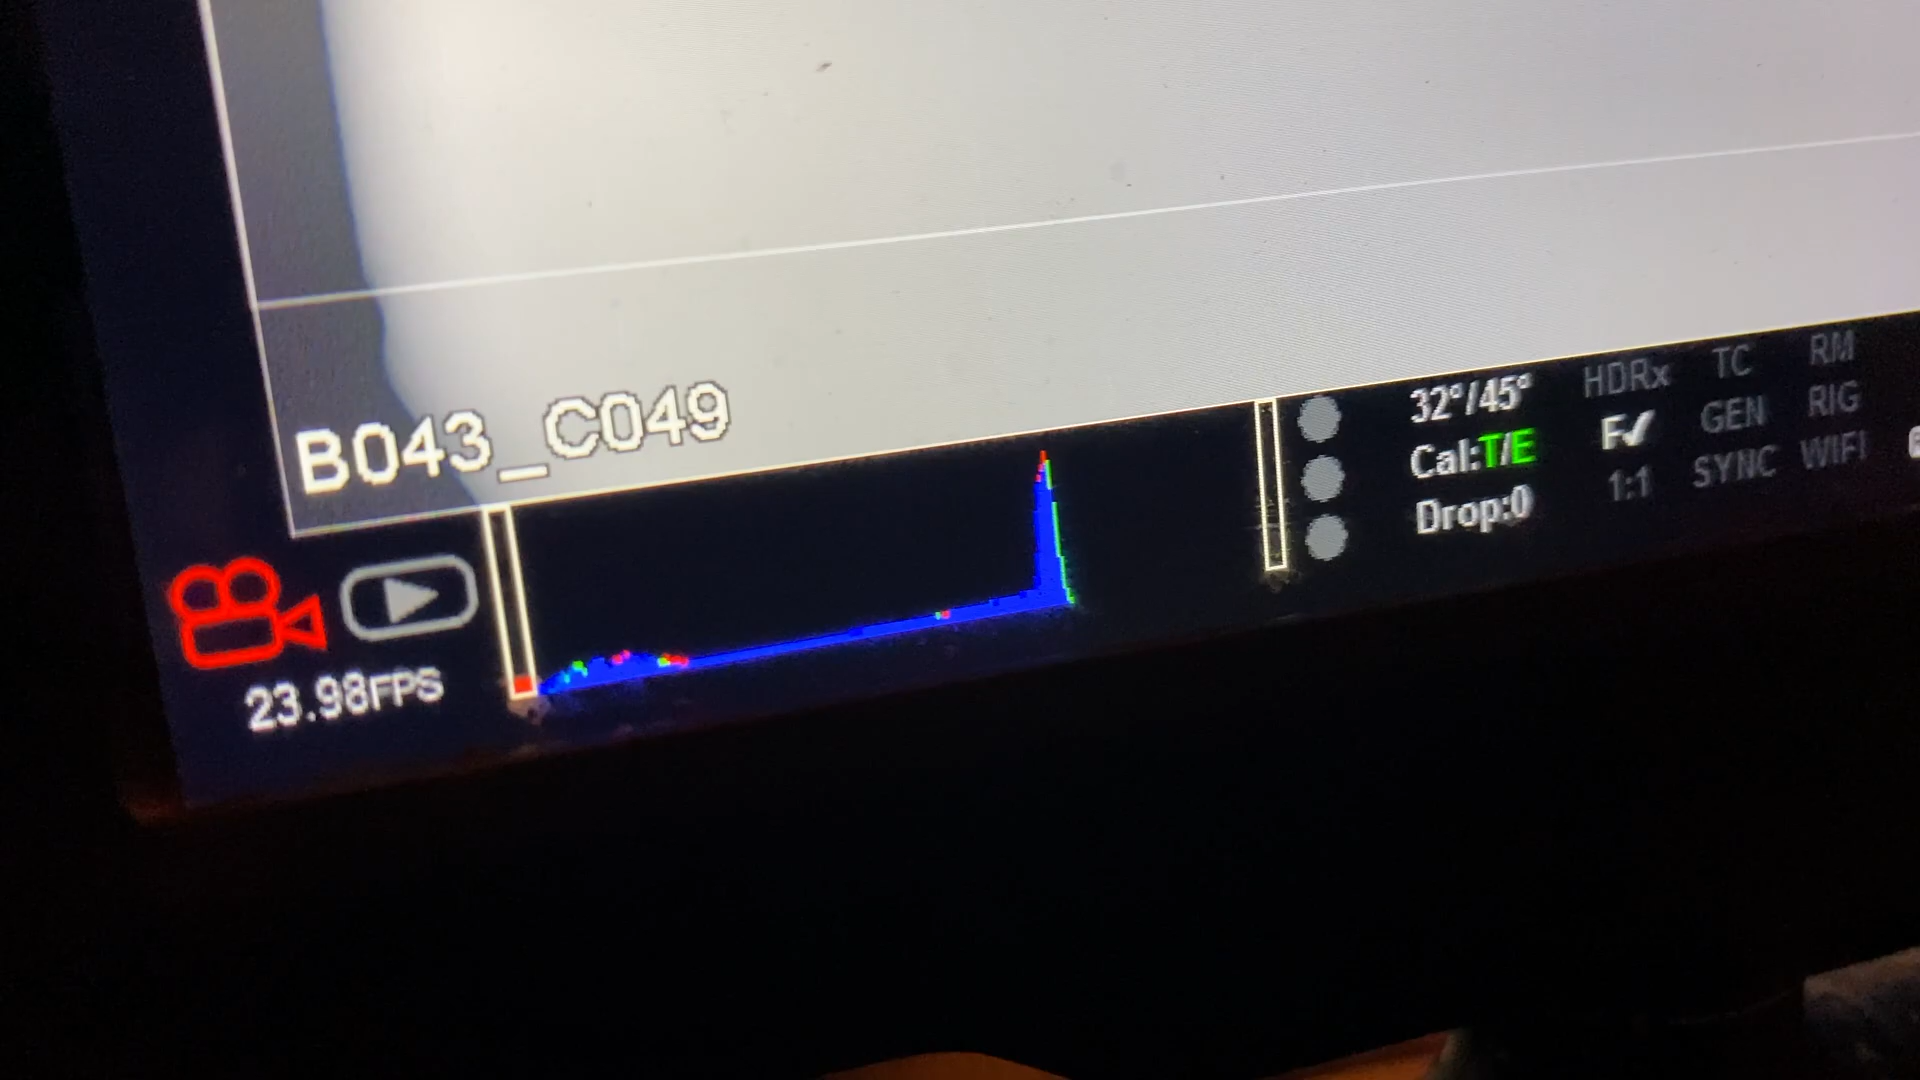 B043_C049
23.98FPS
32°/45°
Cal:T/E
Drop:0
HDRx
F✓
1:1
TC
GEN
SYNC
RM
RIG
WIFI